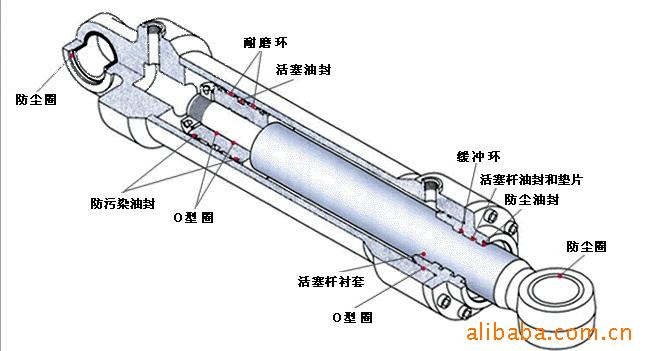 耐磨环
活塞油封
防尘圈
缓冲环
活塞杆油封和垫片
防尘油封
防污染油封
O型圈
防尘圈
活塞杆衬套
O型圈
alibaba.com.cn